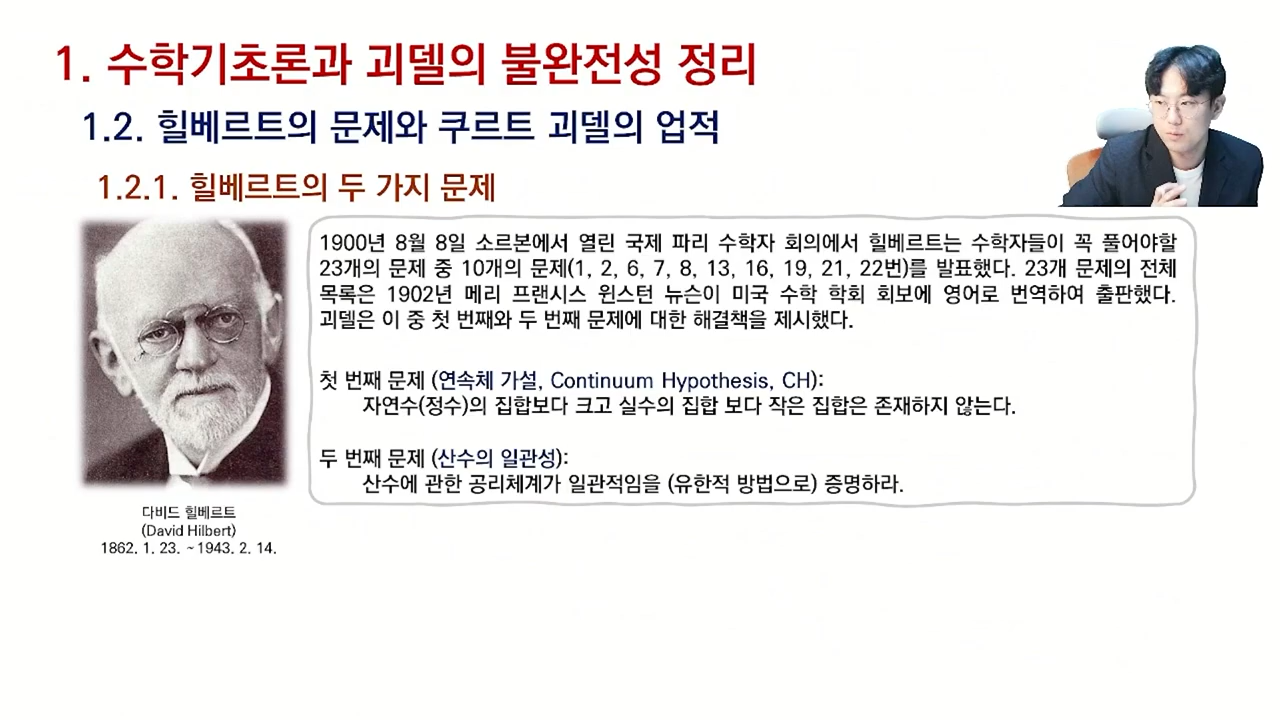 1. 수학기초론과 괴델의 불완전성 정리
1.2. 힐베르트의 문제와 쿠르트 괴델의 업적
1.2.1. 힐베르트의 두 가지 문제
1900년 8월 8일 소르본에서 열린 국제 파리 수학자 회의에서 힐베르트는 수학자들이 꼭 풀어야할
23개의 문제 중 10개의 문제(1, 2, 6, 7, 8, 13, 16, 19, 21, 22번)를 발표했다. 23개 문제의 전체
목록은 1902년 메리 프랜시스 윈스턴 뉴슨이 미국 수학 학회 회보에 영어로 번역하여 출판했다.
괴델은 이 중 첫 번째와 두 번째 문제에 대한 해결책을 제시했다.
첫 번째 문제 (연속체 가설, Continuum Hypothesis, CH):
자연수(정수)의 집합보다 크고 실수의 집합 보다 작은 집합은 존재하지 않는다.
두 번째 문제 (산수의 일관성):
산수에 관한 공리체계가 일관적임을 (유한적 방법으로) 증명하라.
다비드 힐베르트
(David Hilbert)
1862. 1. 23. ~ 1943. 2. 14.